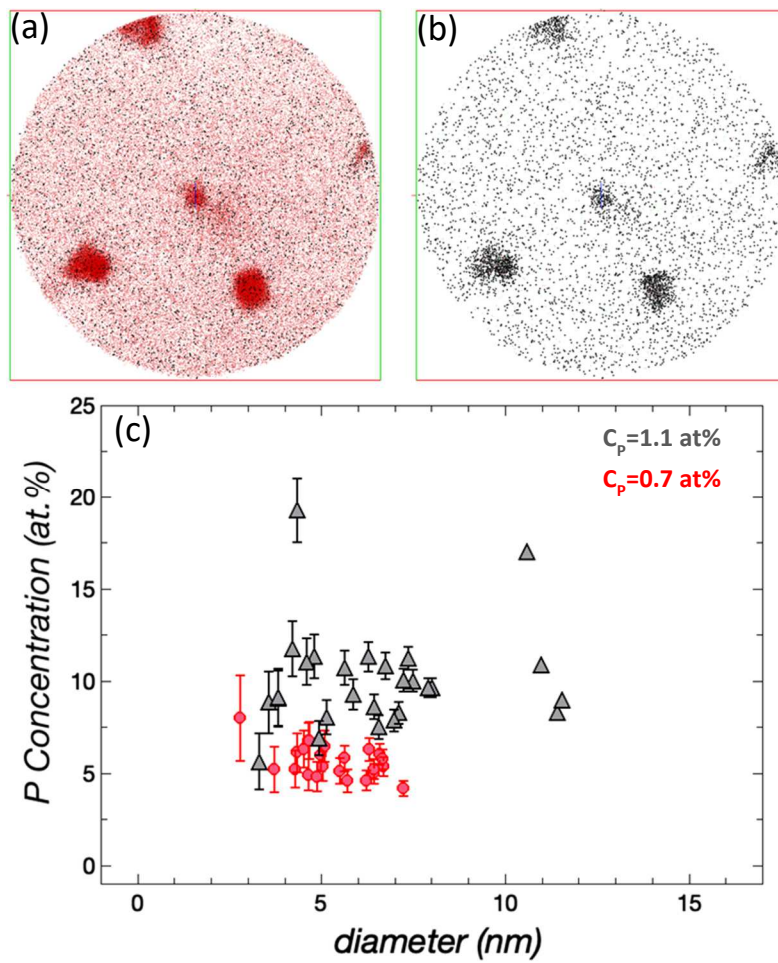 (a)
(b)
(c)
C_P=1.1 at%
C_P=0.7 at%
25
20
15
10
5
0
P Concentration (at.%)
0 5 10 15
diameter (nm)